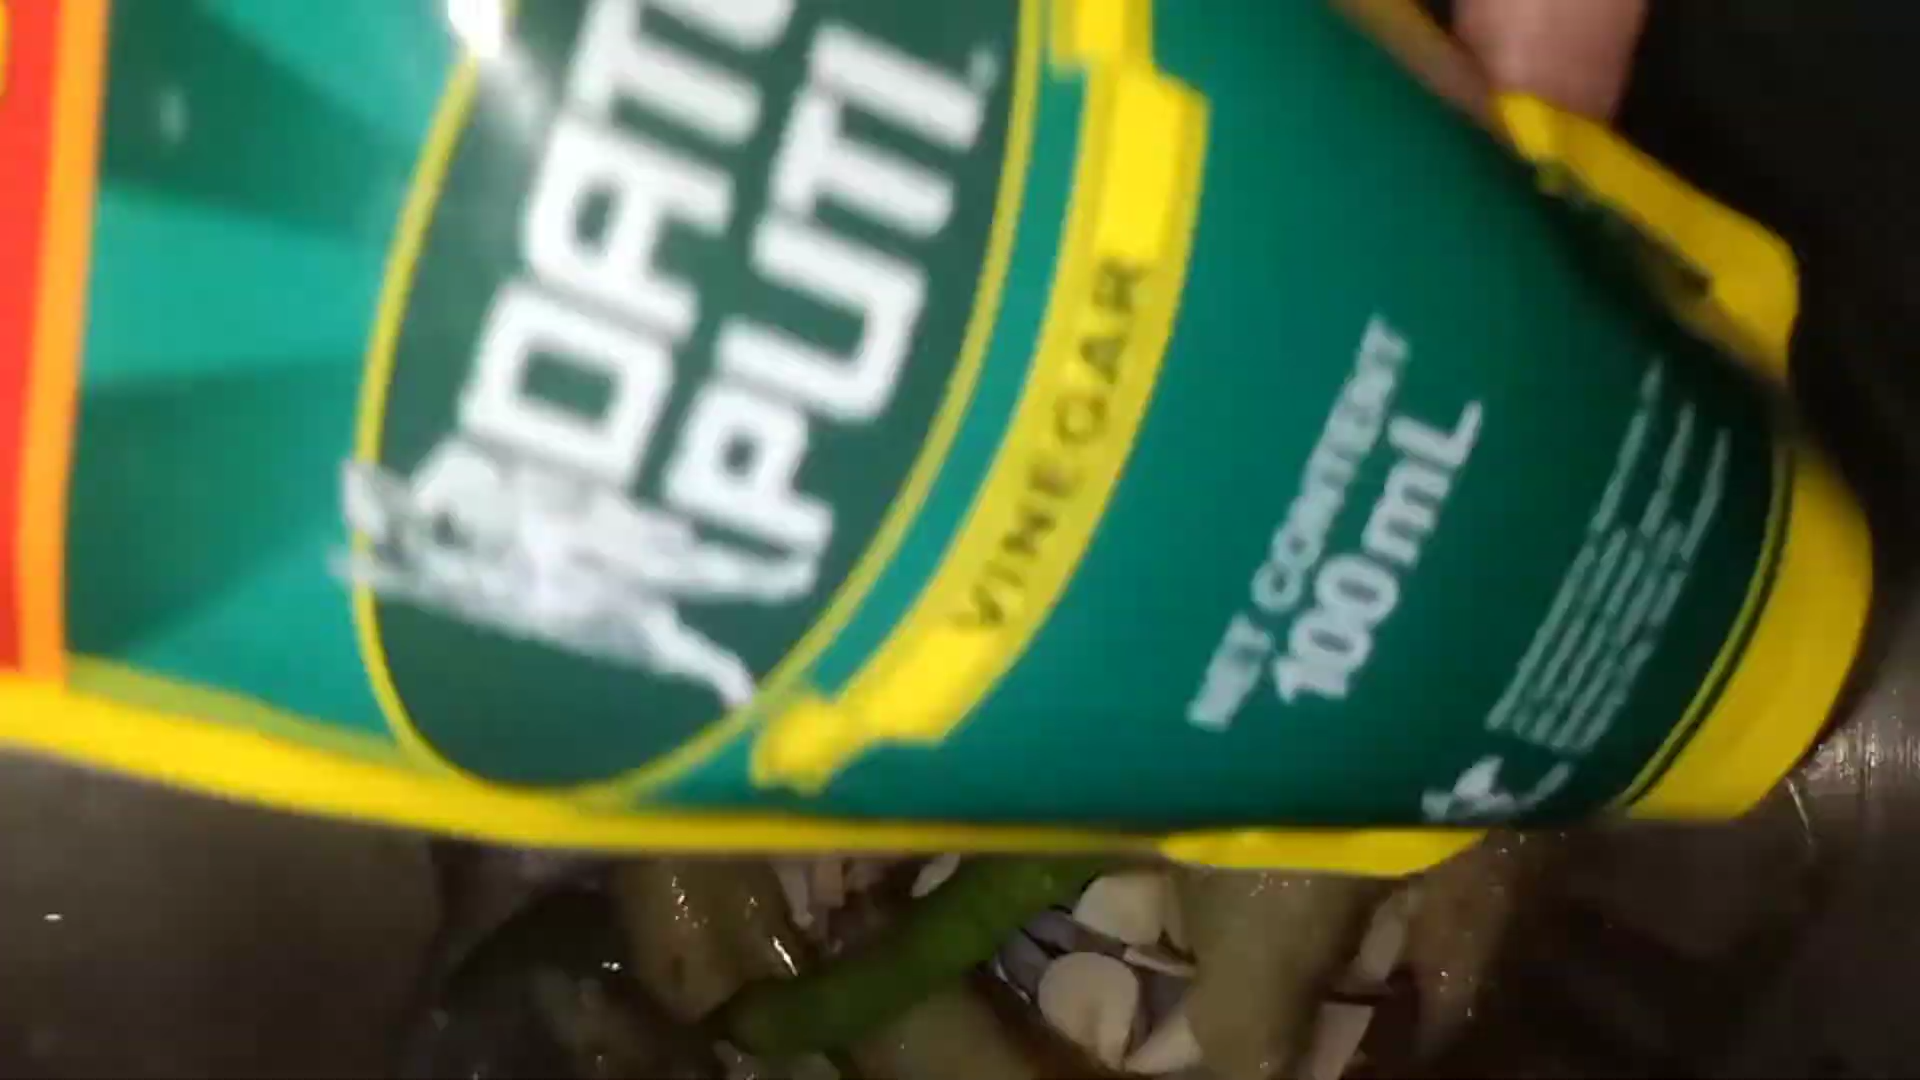 DATU
PUTI
VINEGAR
NET CONTENT
100 mL